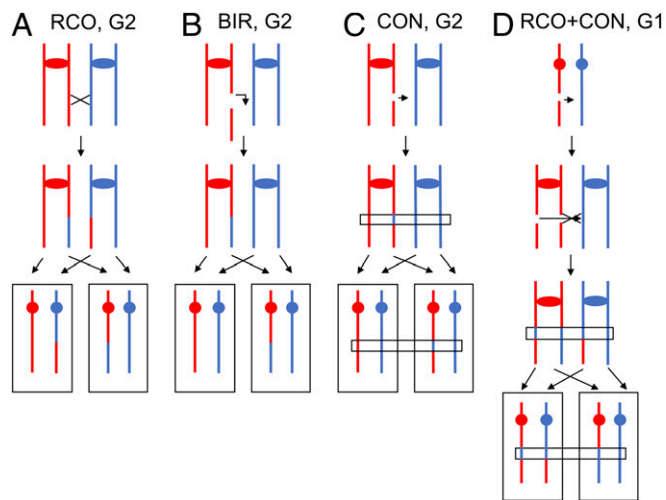 A RCO, G2
B BIR, G2
C CON, G2
D RCO+CON, G1